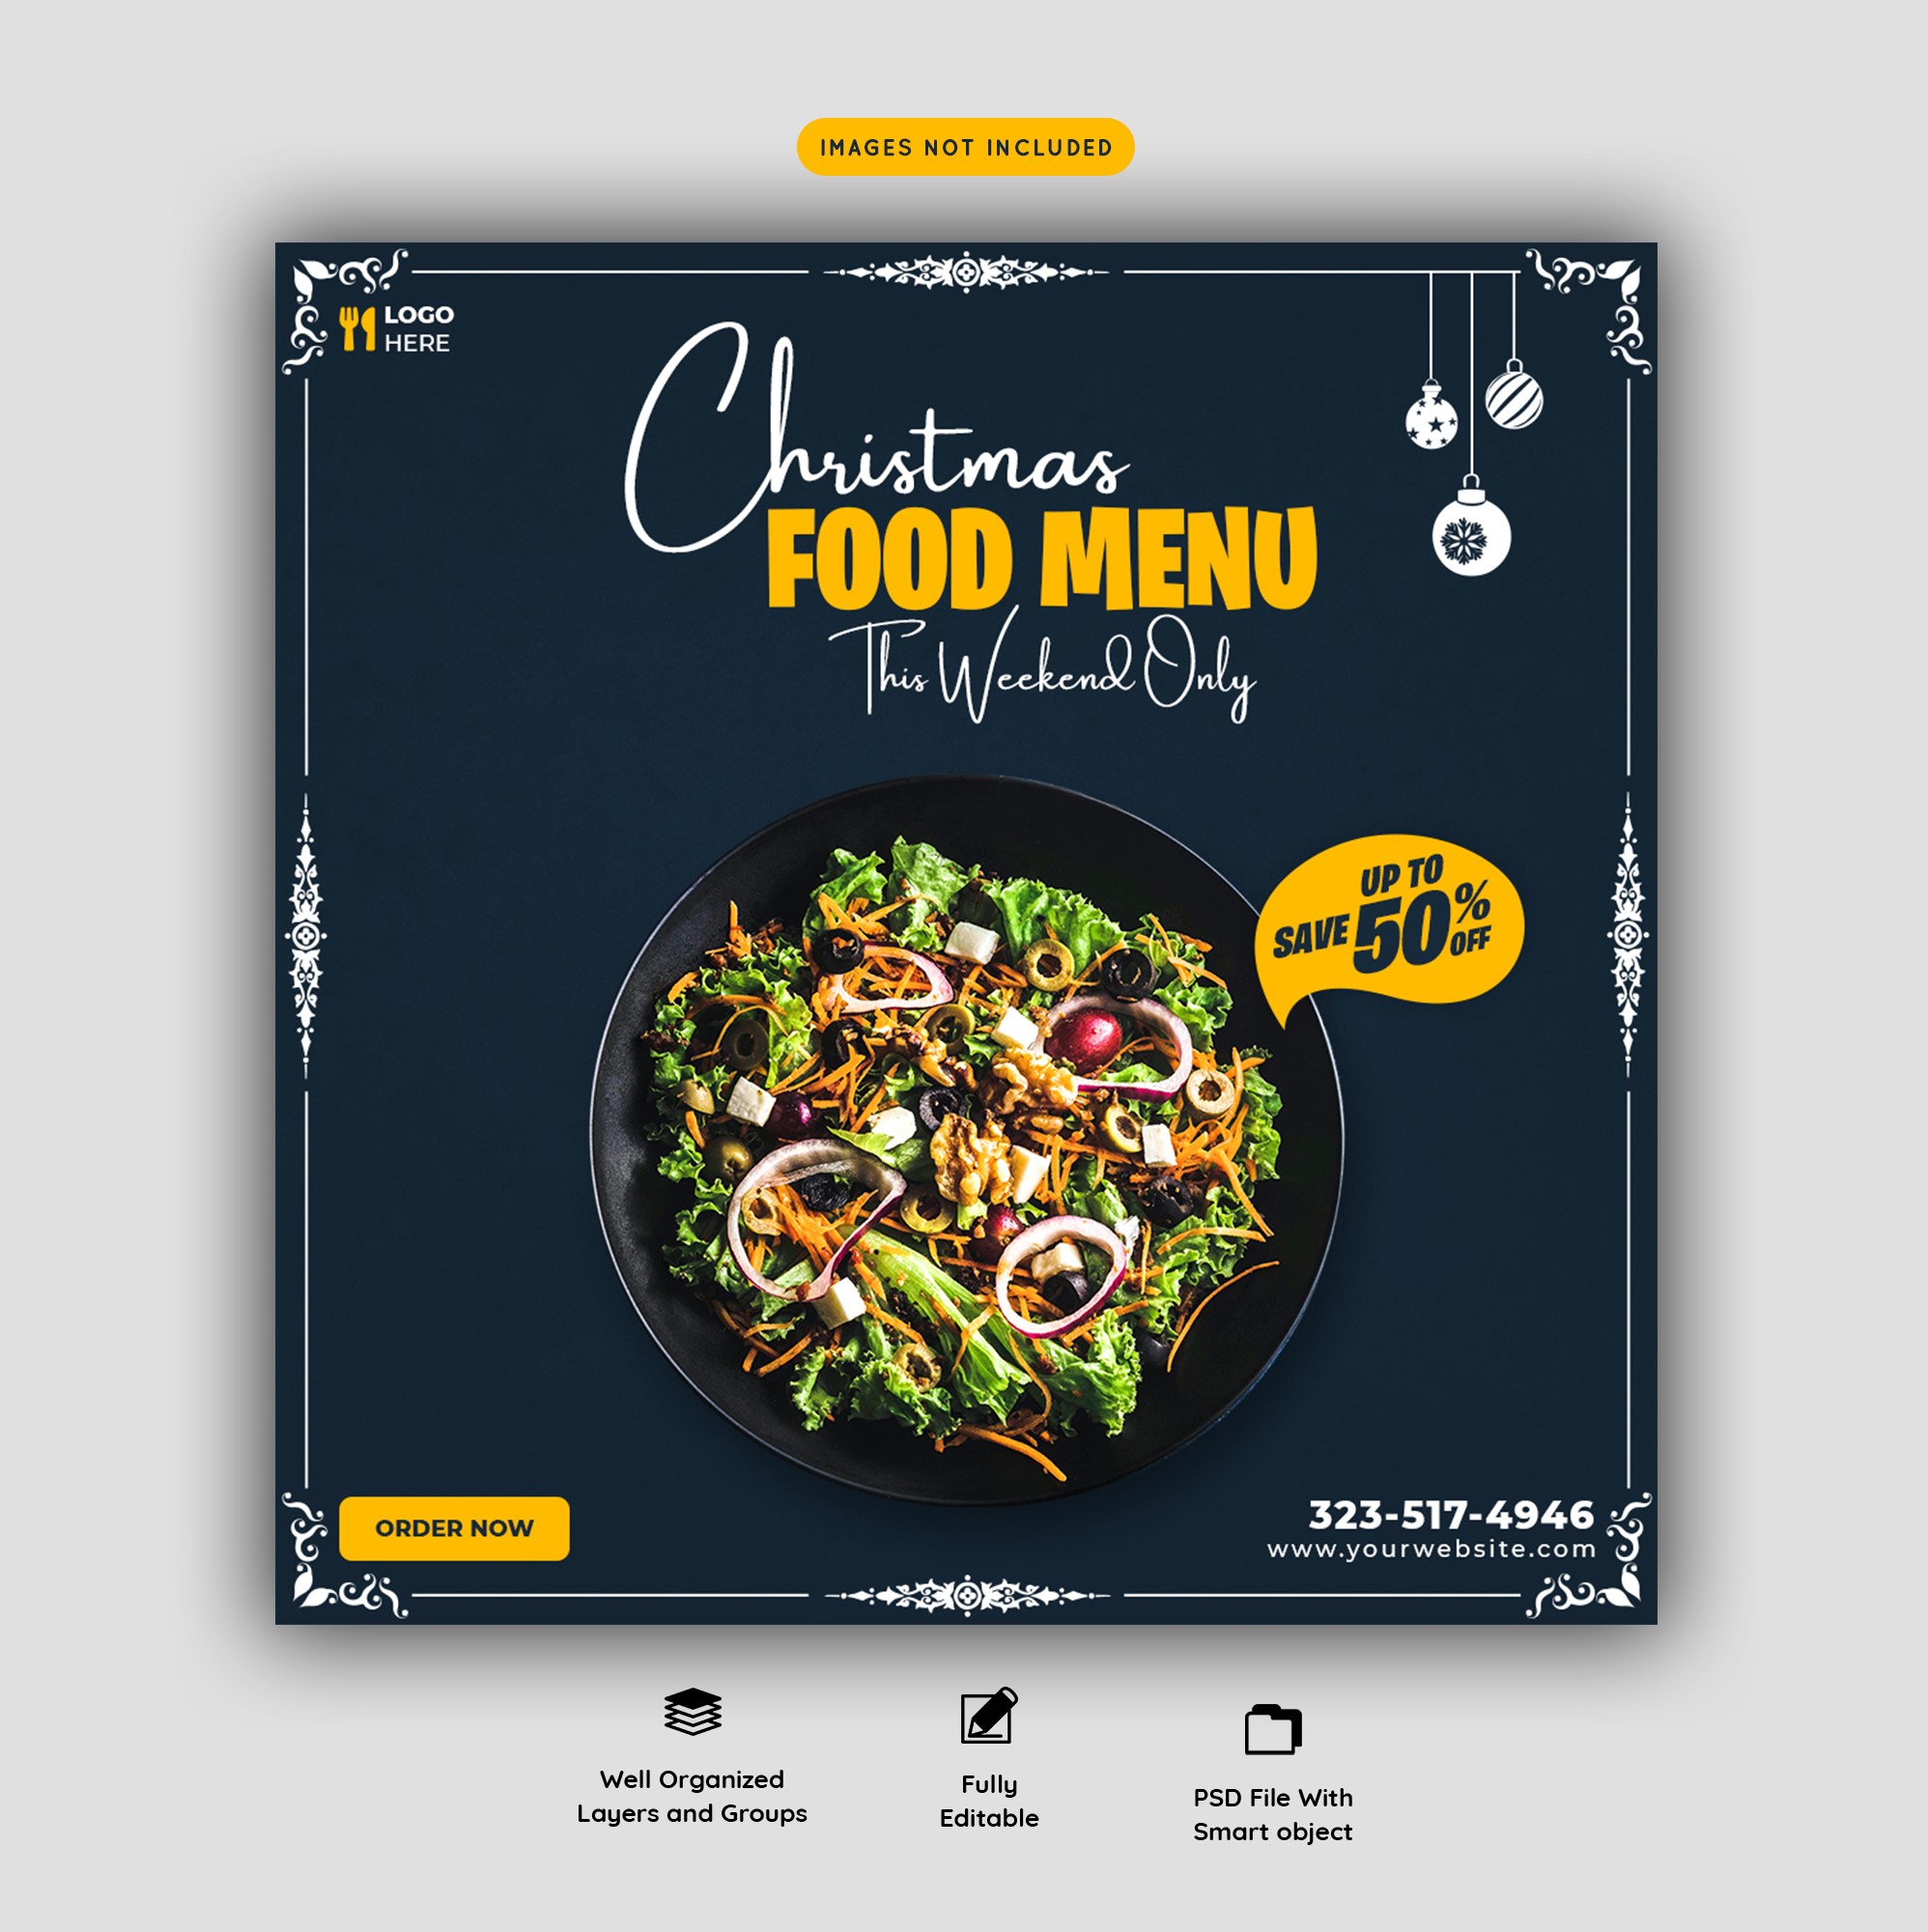 IMAGES NOT INCLUDED
LOGO
HERE
Christmas
FOOD MENU
This Weekend Only
UP TO
SAVE 50% OFF
ORDER NOW
323-517-4946
www.yourwebsite.com
Well Organized
Layers and Groups
Fully
Editable
PSD File With
Smart object